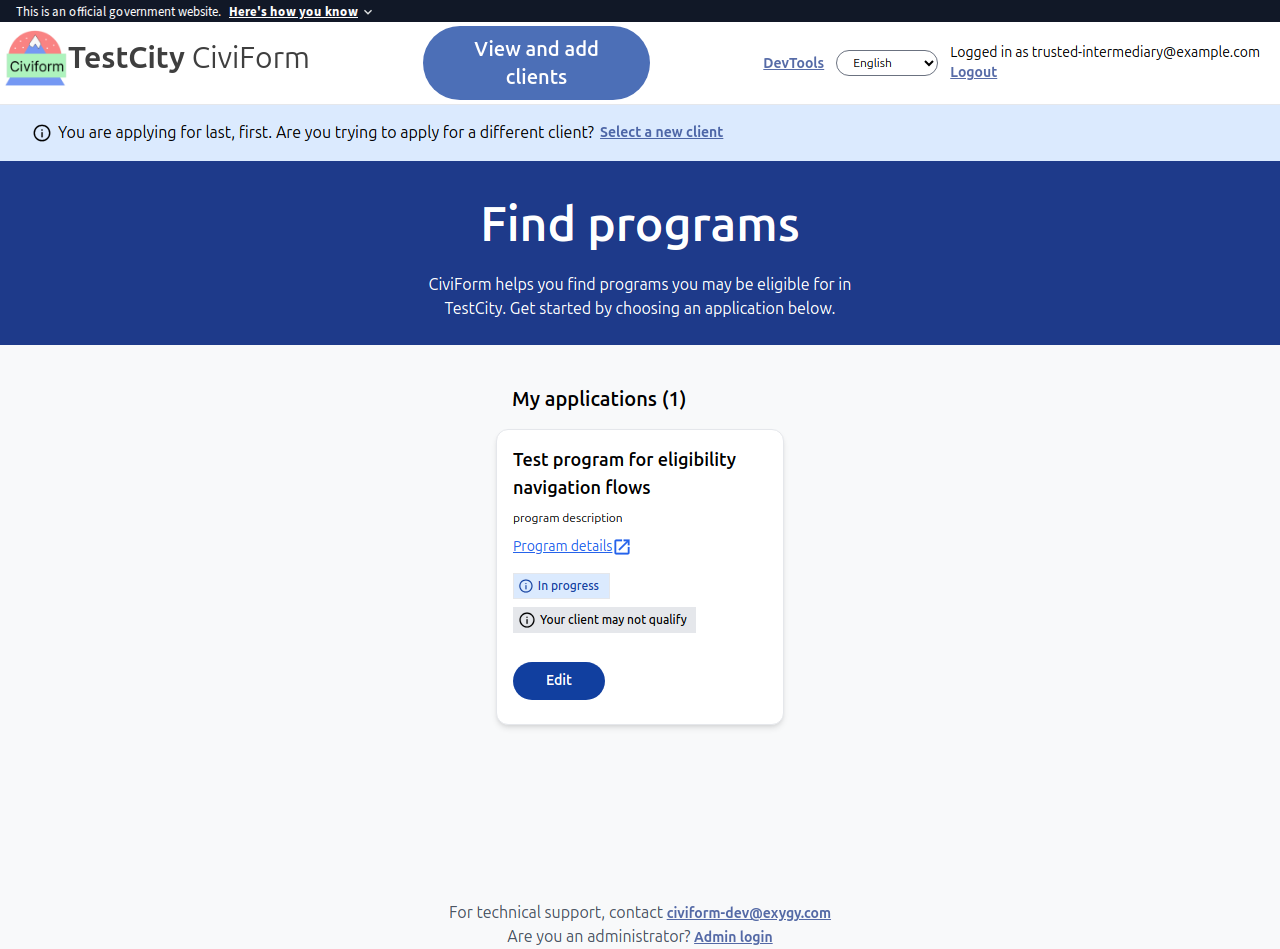 This is an official government website. Here's how you know
Civiform
TestCity CiviForm
View and add
clients
DevTools
English
Logged in as trusted-intermediary@example.com
Logout
You are applying for last, first. Are you trying to apply for a different client? Select a new client
Find programs
CiviForm helps you find programs you may be eligible for in
TestCity. Get started by choosing an application below.
My applications (1)
Test program for eligibility
navigation flows
program description
Program details
In progress
Your client may not qualify
Edit
For technical support, contact civiform-dev@exygy.com
Are you an administrator? Admin login